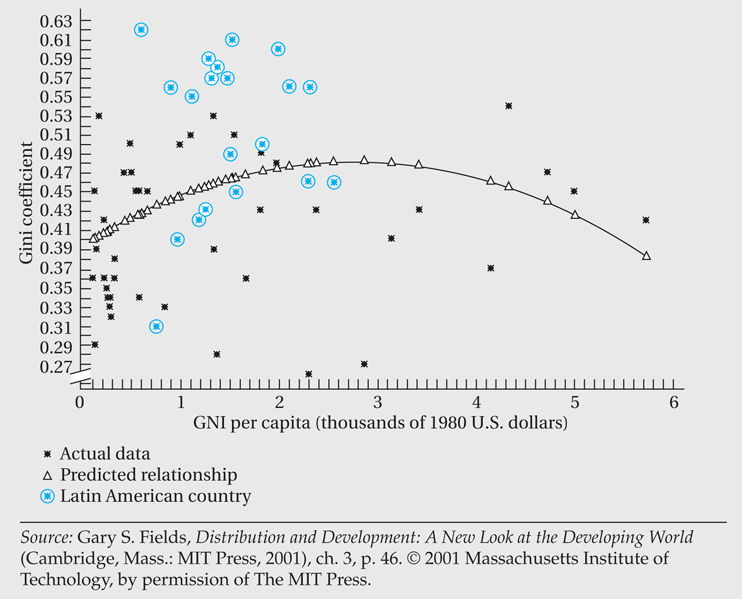 0.63
0.61
0.59
0.57
0.55
0.53
0.51
0.49
0.47
0.45
0.43
0.41
0.39
0.37
0.35
0.33
0.31
0.29
0.27
Gini coefficient
0 1 2 3 4 5 6
GNI per capita (thousands of 1980 U.S. dollars)
Actual data
Predicted relationship
Latin American country
Source: Gary S. Fields, Distribution and Development: A New Look at the Developing World
(Cambridge, Mass.: MIT Press, 2001), ch. 3, p. 46. © 2001 Massachusetts Institute of
Technology, by permission of The MIT Press.